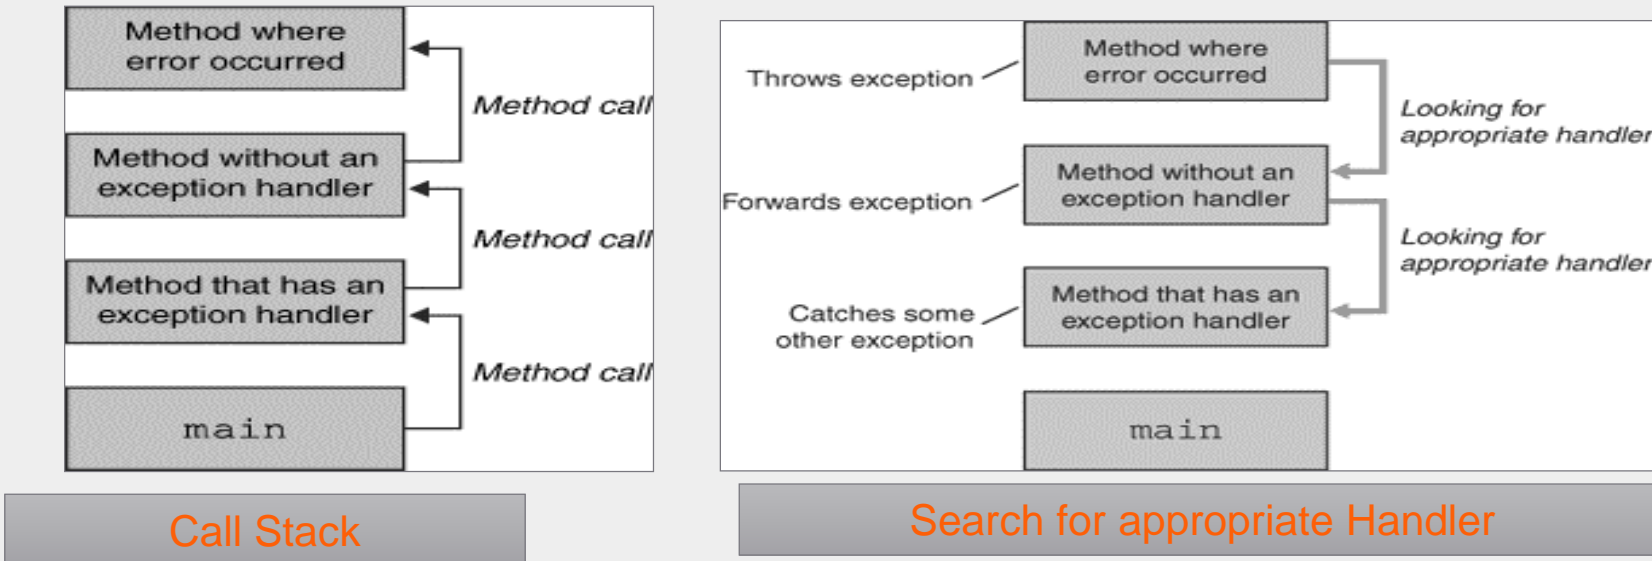 Method where
error occurred
Method call
Method without an
exception handler
Method call
Method that has an
exception handler
Method call
main
Call Stack
Method where
error occurred
Throws exception
Looking for
appropriate handler
Method without an
exception handler
Forwards exception
Looking for
appropriate handler
Method that has an
exception handler
Catches some
other exception
main
Search for appropriate Handler